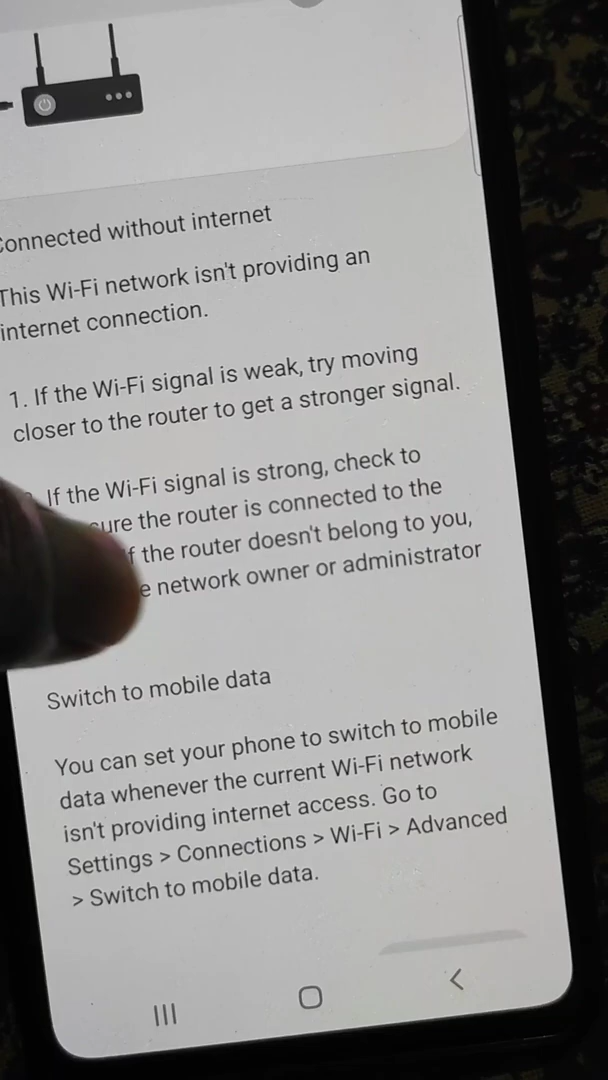 Connected without internet
This Wi-Fi network isn't providing an
internet connection.
1. If the Wi-Fi signal is weak, try moving
closer to the router to get a stronger signal.
If the Wi-Fi signal is strong, check to
the router is connected to the
the router doesn't belong to you,
network owner or administrator
Switch to mobile data
You can set your phone to switch to mobile
data whenever the current Wi-Fi network
isn't providing internet access. Go to
Settings > Connections > Wi-Fi > Advanced
> Switch to mobile data.